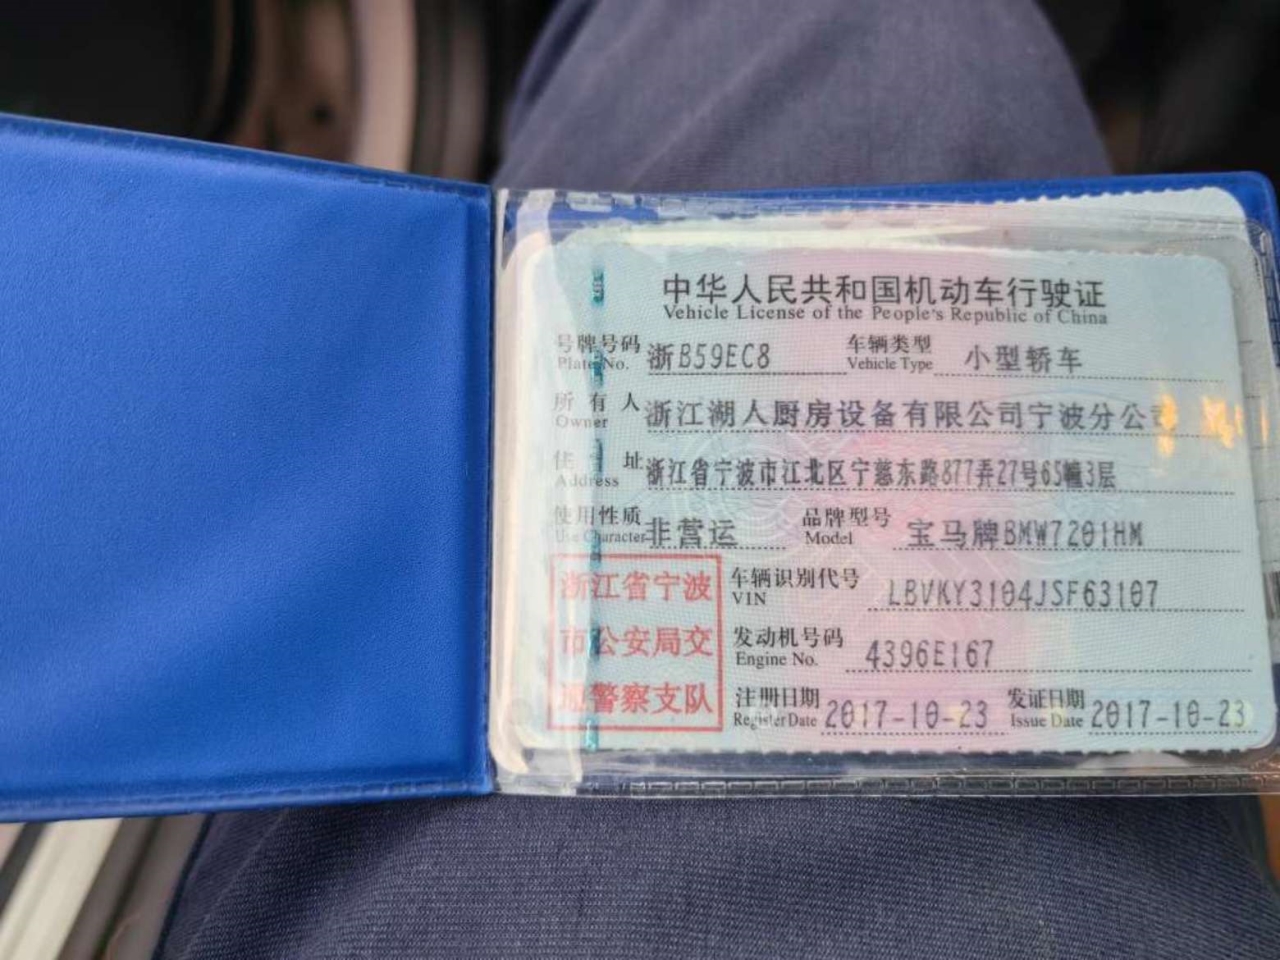 中华人民共和国机动车行驶证
Vehicle License of the People's Republic of China
号牌号码 浙B59EC8 车辆类型 小型轿车
Plate No. Vehicle Type
所有人 浙江湖人厨房设备有限公司宁波分公司
Owner
住址 浙江省宁波市江北区宁慈东路877弄27号65幢3层
Address
使用性质 非营运 品牌型号 宝马牌BMW7201HM
Use Character Model
浙江省宁波
市公安局交
通警察支队
车辆识别代号 LBVKY3104JSF63107
VIN
发动机号码 4396E167
Engine No.
注册日期 2017-10-23 发证日期 2017-10-23
Register Date Issue Date